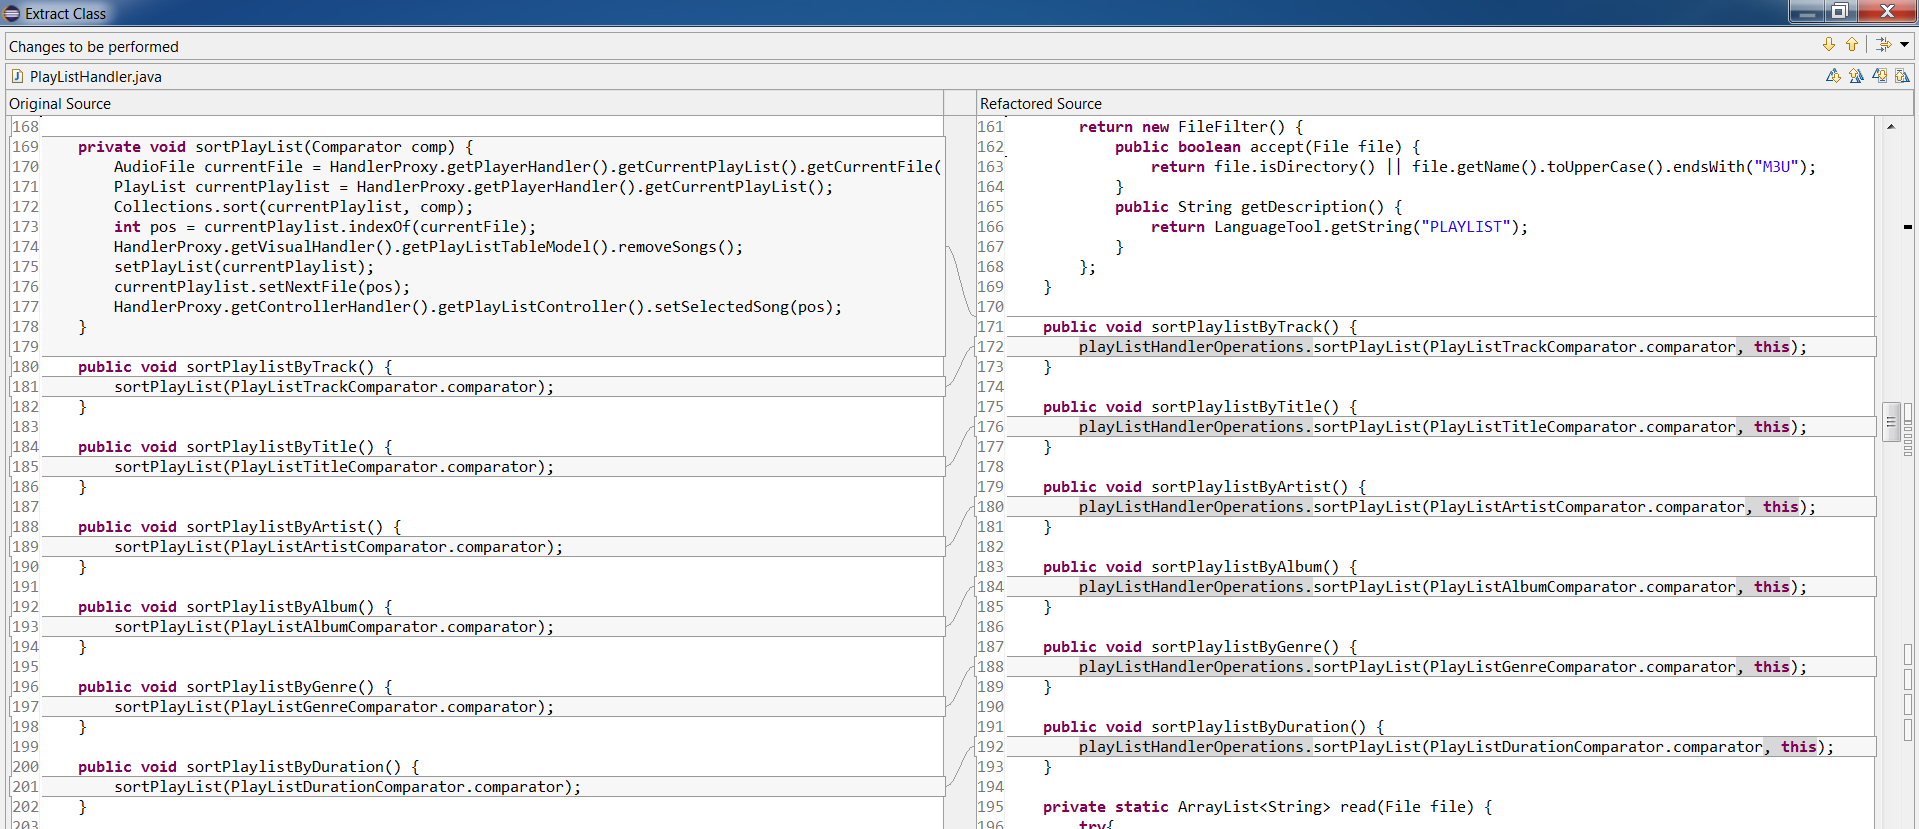 Extract Class
Changes to be performed
PlayListHandler.java
Original Source
168
169 private void sortPlayList(Comparator comp) {
170 AudioFile currentFile = HandlerProxy.getPlayerHandler().getCurrentPlayList().getCurrentFile(
171 PlayList currentPlaylist = HandlerProxy.getPlayerHandler().getCurrentPlayList();
172 Collections.sort(currentPlaylist, comp);
173 int pos = currentPlaylist.indexOf(currentFile);
174 HandlerProxy.getVisualHandler().getPlayListTableModel().removeSongs();
175 setPlayList(currentPlaylist);
176 currentPlaylist.setNextFile(pos);
177 HandlerProxy.getControllerHandler().getPlayListController().setSelectedSong(pos);
178 }
179
180 public void sortPlaylistByTrack() {
181 sortPlayList(PlayListTrackComparator.comparator);
182 }
183
184 public void sortPlaylistByTitle() {
185 sortPlayList(PlayListTitleComparator.comparator);
186 }
187
188 public void sortPlaylistByArtist() {
189 sortPlayList(PlayListArtistComparator.comparator);
190 }
191
192 public void sortPlaylistByAlbum() {
193 sortPlayList(PlayListAlbumComparator.comparator);
194 }
195
196 public void sortPlaylistByGenre() {
197 sortPlayList(PlayListGenreComparator.comparator);
198 }
199
200 public void sortPlaylistByDuration() {
201 sortPlayList(PlayListDurationComparator.comparator);
202 }
203
Refactored Source
161 return new FileFilter() {
162 public boolean accept(File file) {
163 return file.isDirectory() || file.getName().toUpperCase().endsWith("M3U");
164 }
165 public String getDescription() {
166 return LanguageTool.getString("PLAYLIST");
167 }
168 };
169 }
170
171 public void sortPlaylistByTrack() {
172 playListHandlerOperations.sortPlayList(PlayListTrackComparator.comparator, this);
173 }
174
175 public void sortPlaylistByTitle() {
176 playListHandlerOperations.sortPlayList(PlayListTitleComparator.comparator, this);
177 }
178
179 public void sortPlaylistByArtist() {
180 playListHandlerOperations.sortPlayList(PlayListArtistComparator.comparator, this);
181 }
182
183 public void sortPlaylistByAlbum() {
184 playListHandlerOperations.sortPlayList(PlayListAlbumComparator.comparator, this);
185 }
186
187 public void sortPlaylistByGenre() {
188 playListHandlerOperations.sortPlayList(PlayListGenreComparator.comparator, this);
189 }
190
191 public void sortPlaylistByDuration() {
192 playListHandlerOperations.sortPlayList(PlayListDurationComparator.comparator, this);
193 }
194
195 private static ArrayList<String> read(File file) {
196 try{